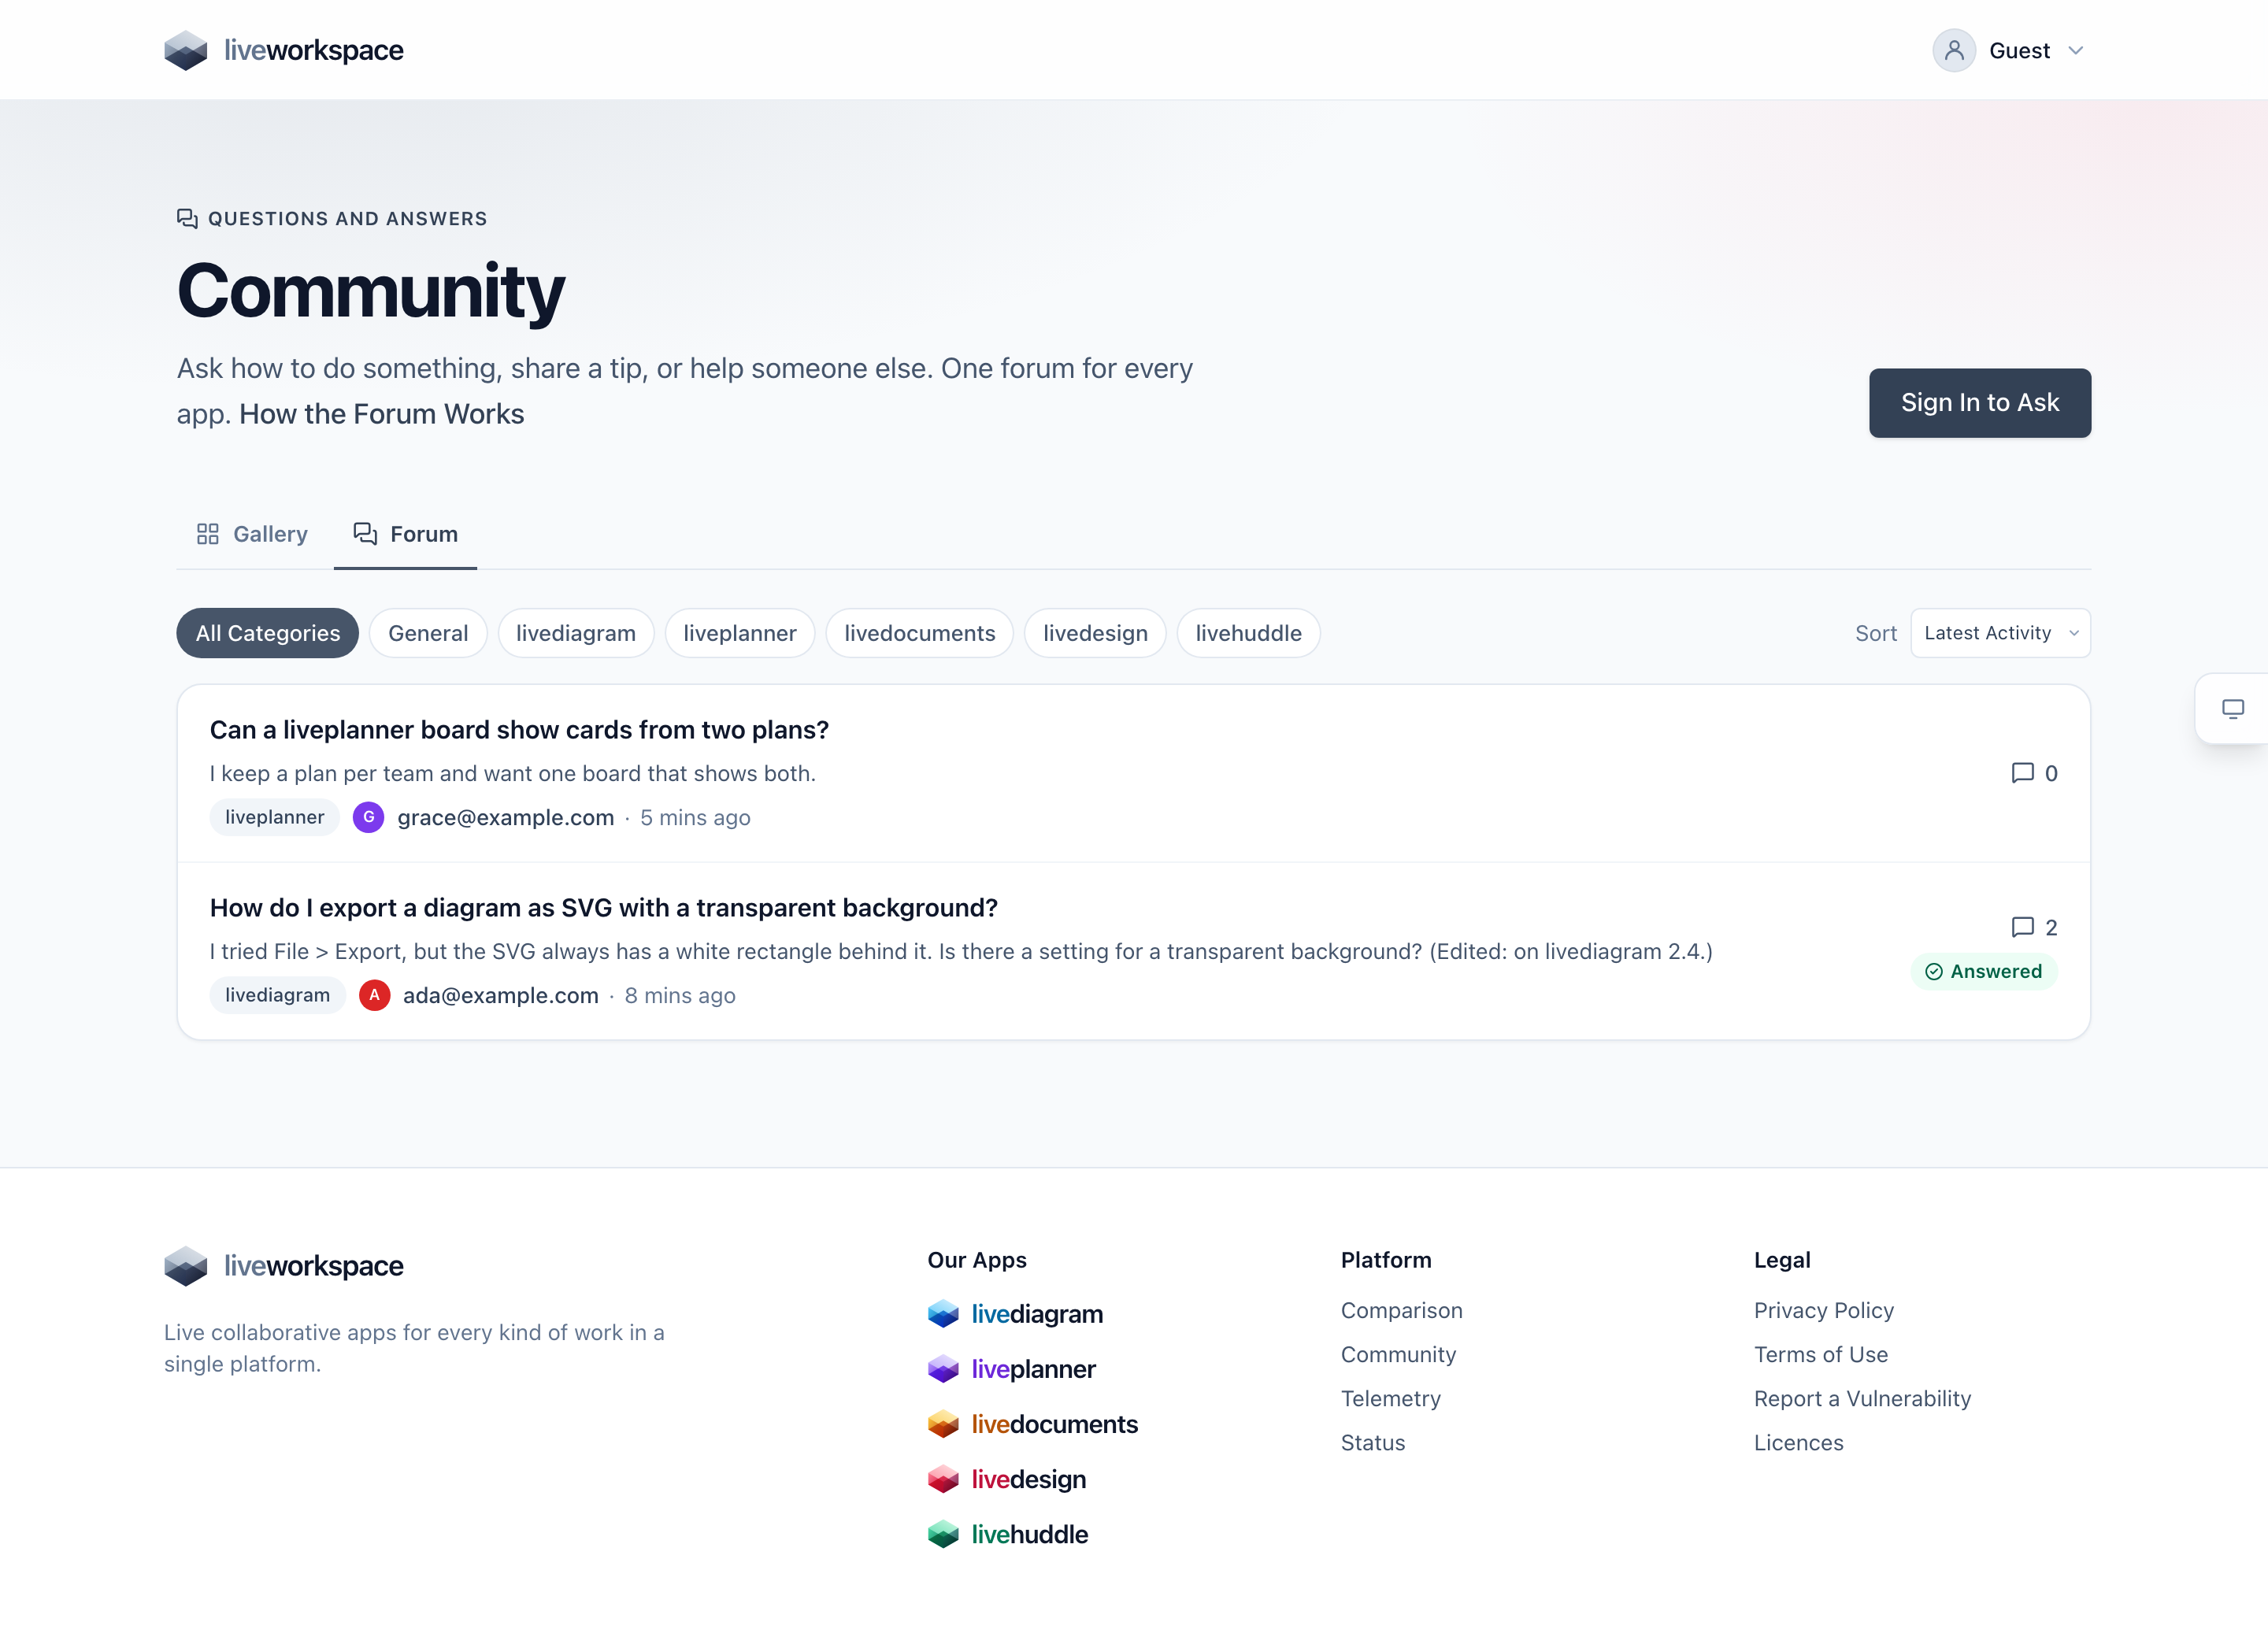 liveworkspace
Guest
QUESTIONS AND ANSWERS
Community
Ask how to do something, share a tip, or help someone else. One forum for every
app. How the Forum Works
Sign In to Ask
Gallery
Forum
All Categories
General
livediagram
liveplanner
livedocuments
livedesign
livehuddle
Sort
Latest Activity
Can a liveplanner board show cards from two plans?
I keep a plan per team and want one board that shows both.
0
liveplanner G grace@example.com · 5 mins ago
How do I export a diagram as SVG with a transparent background?
2
I tried File > Export, but the SVG always has a white rectangle behind it. Is there a setting for a transparent background? (Edited: on livediagram 2.4.)
Answered
livediagram A ada@example.com · 8 mins ago
liveworkspace
Live collaborative apps for every kind of work in a
single platform.
Our Apps
livediagram
liveplanner
livedocuments
livedesign
livehuddle
Platform
Comparison
Community
Telemetry
Status
Legal
Privacy Policy
Terms of Use
Report a Vulnerability
Licences